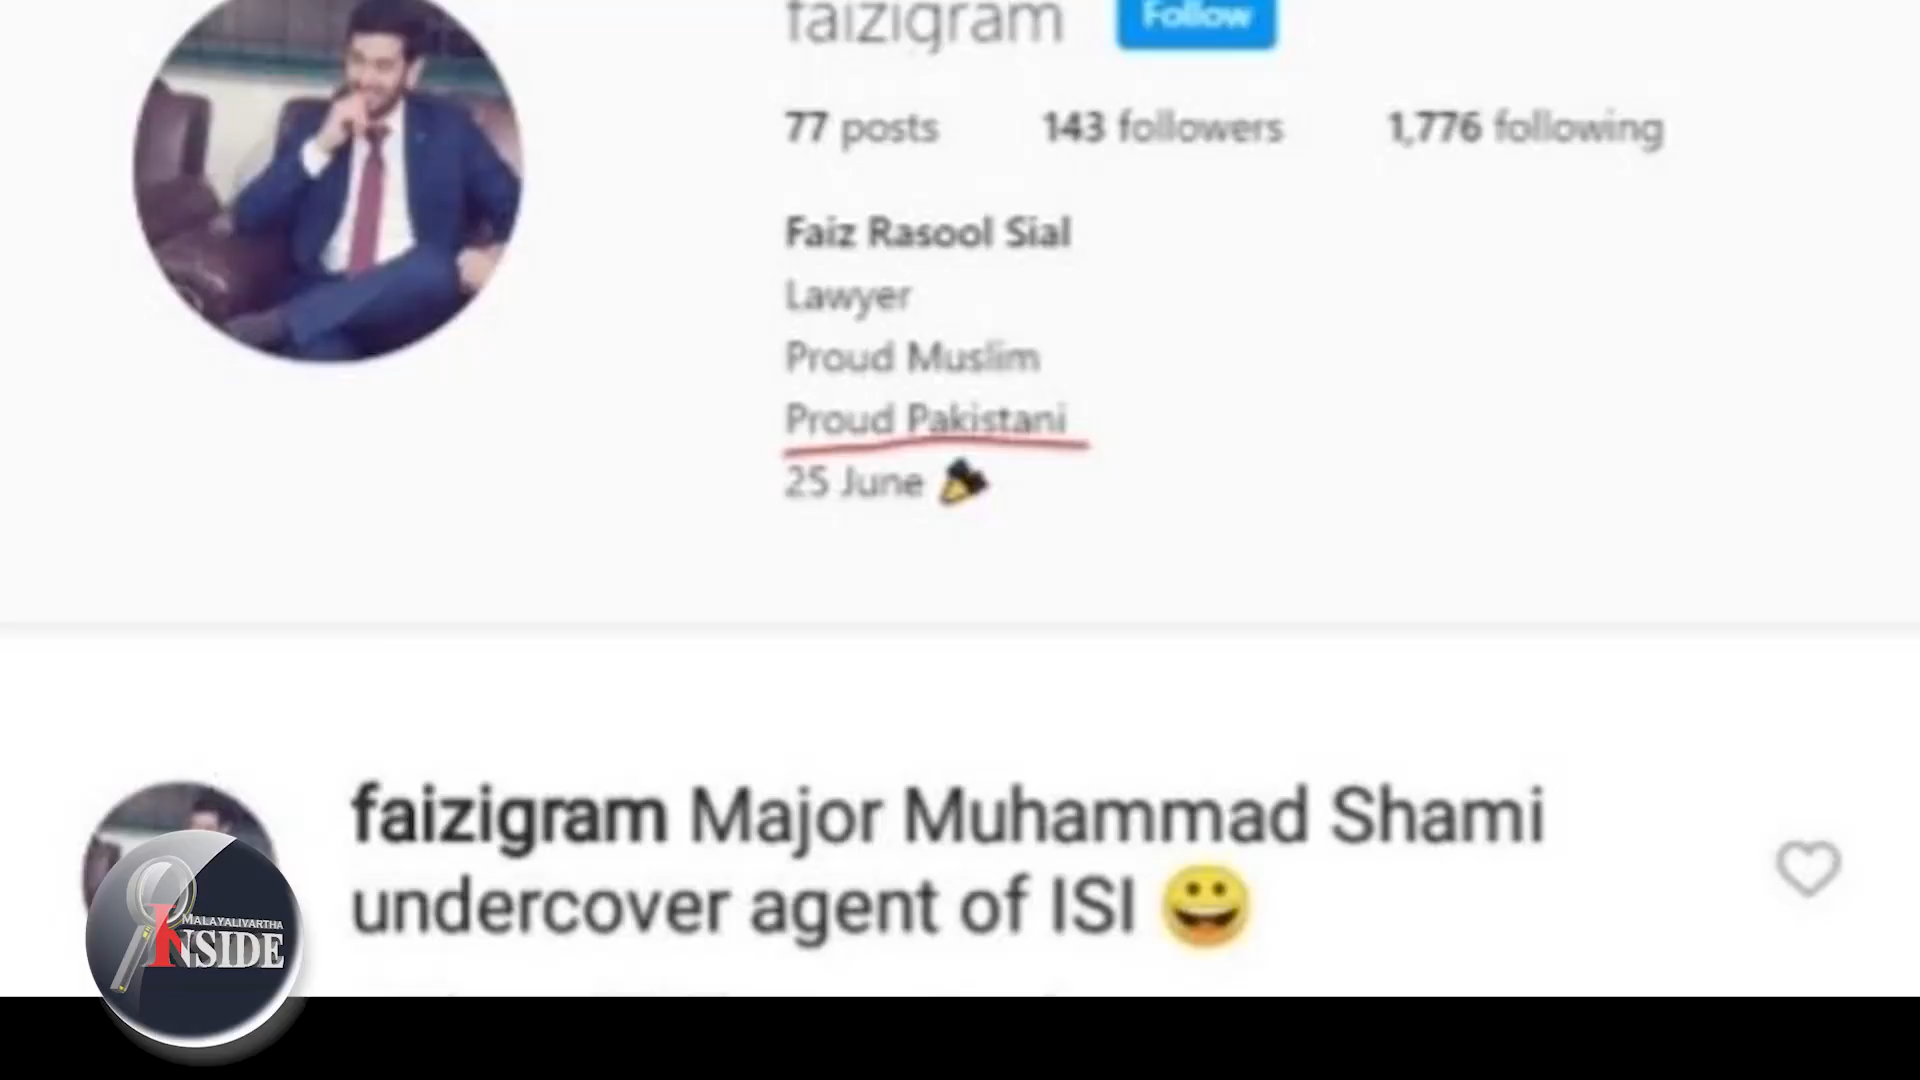 faizigram Follow
77 posts 143 followers 1,776 following
Faiz Rasool Sial
Lawyer
Proud Muslim
Proud Pakistani
25 June 🎉
faizigram Major Muhammad Shami
undercover agent of ISI 😀
MALAYALIVARTHA
INSIDE